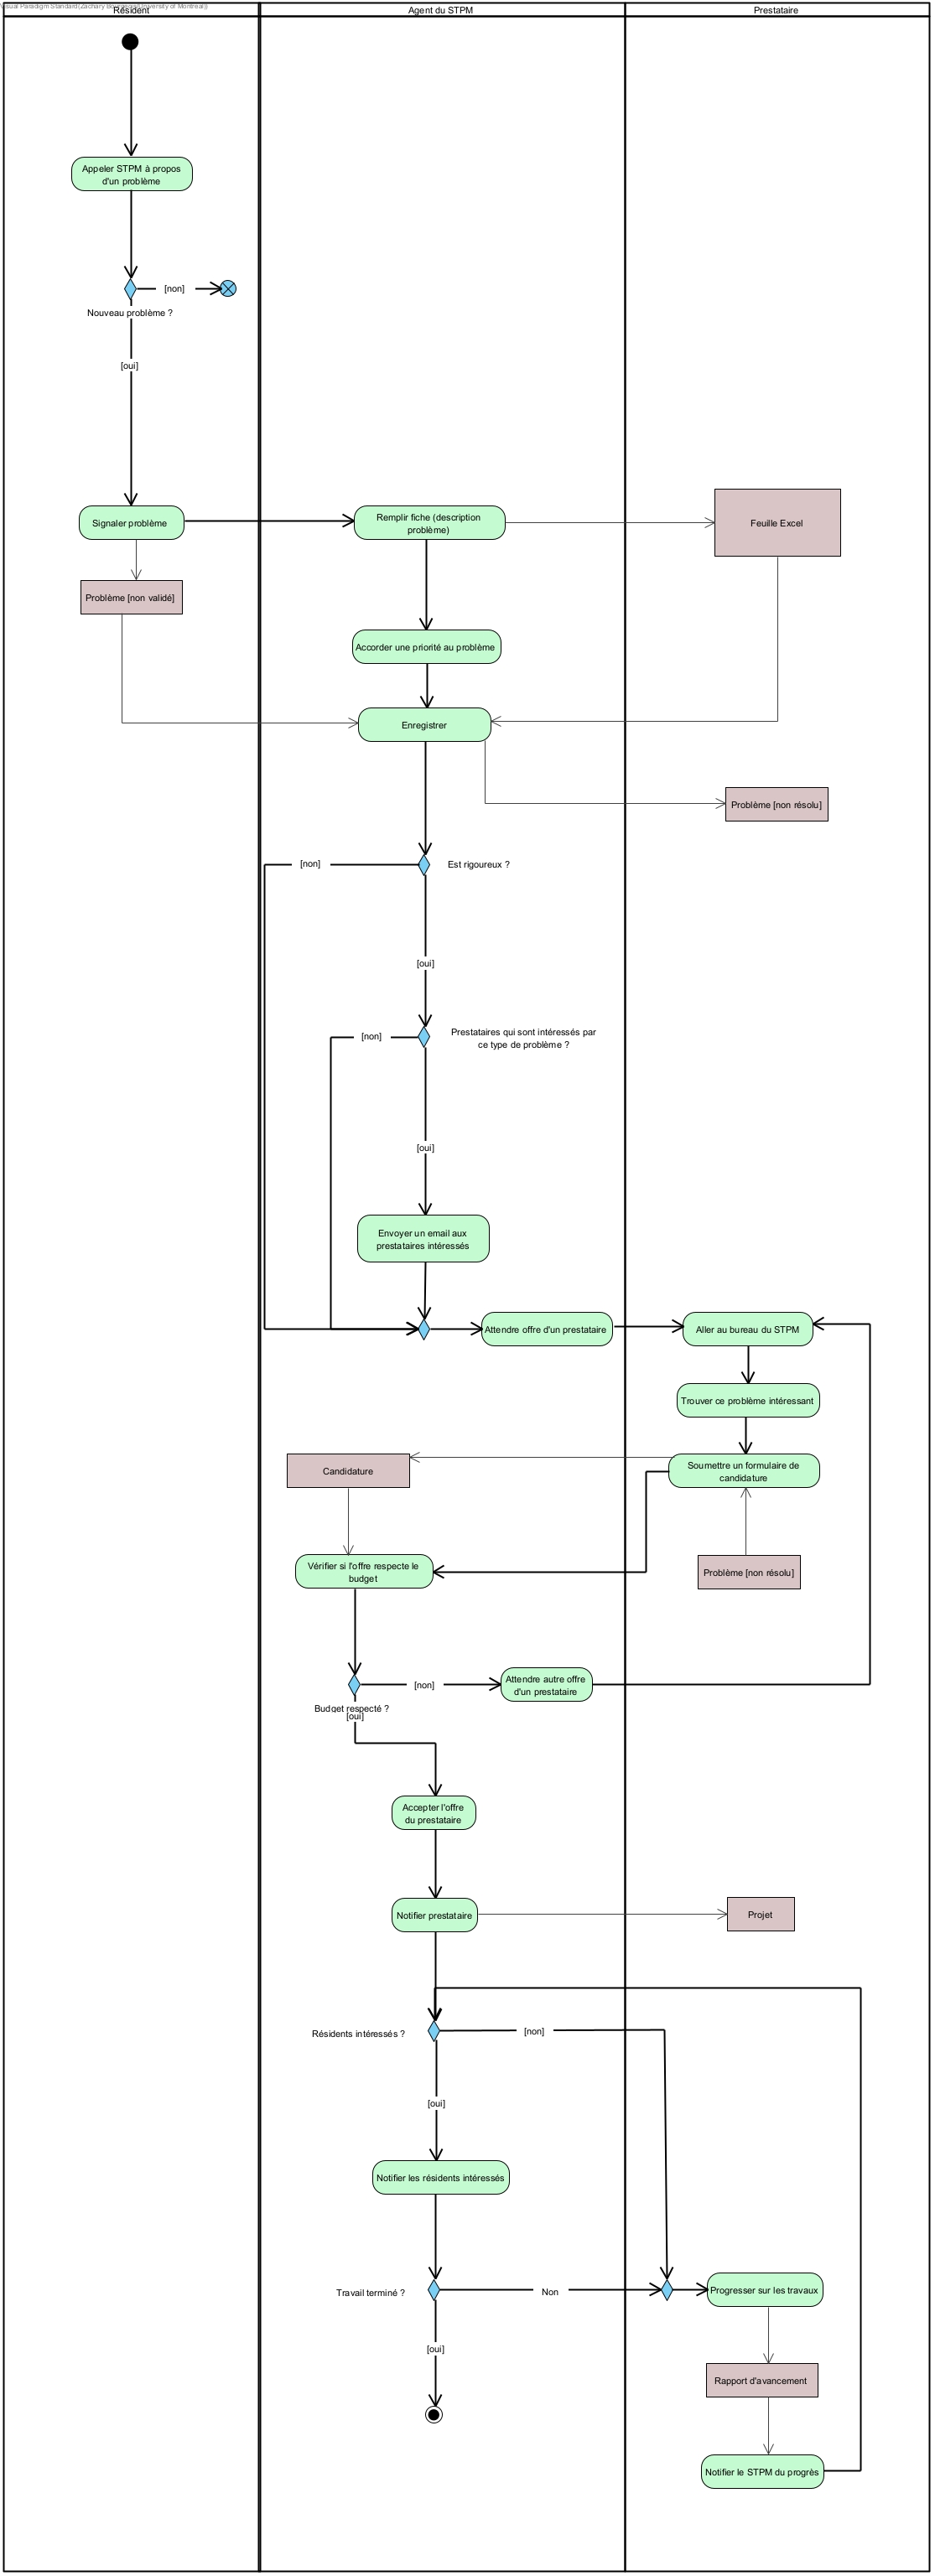 Visual Paradigm Standard(Zachary
University of Montreal))
Résident
Agent du STPM
Prestataire
Appeler STPM à propos
d'un problème
[non]
Nouveau problème ?
[oui]
Signaler problème
Remplir fiche (description
problème)
Feuille Excel
Problème [non validé]
Accorder une priorité au problème
Enregistrer
Problème [non résolu]
[non]
Est rigoureux ?
[oui]
[non]
Prestataires qui sont intéressés par
ce type de problème ?
[oui]
Envoyer un email aux
prestataires intéressés
Attendre offre d'un prestataire
Aller au bureau du STPM
Trouver ce problème intéressant
Soumettre un formulaire de
candidature
Candidature
Vérifier si l'offre respecte le
budget
Problème [non résolu]
[non]
Attendre autre offre
d'un prestataire
Budget respecté ?
[oui]
Accepter l'offre
du prestataire
Notifier prestataire
Projet
Résidents intéressés ?
[non]
[oui]
Notifier les résidents intéressés
Travail terminé ?
Non
Progresser sur les travaux
[oui]
Rapport d'avancement
Notifier le STPM du progrès